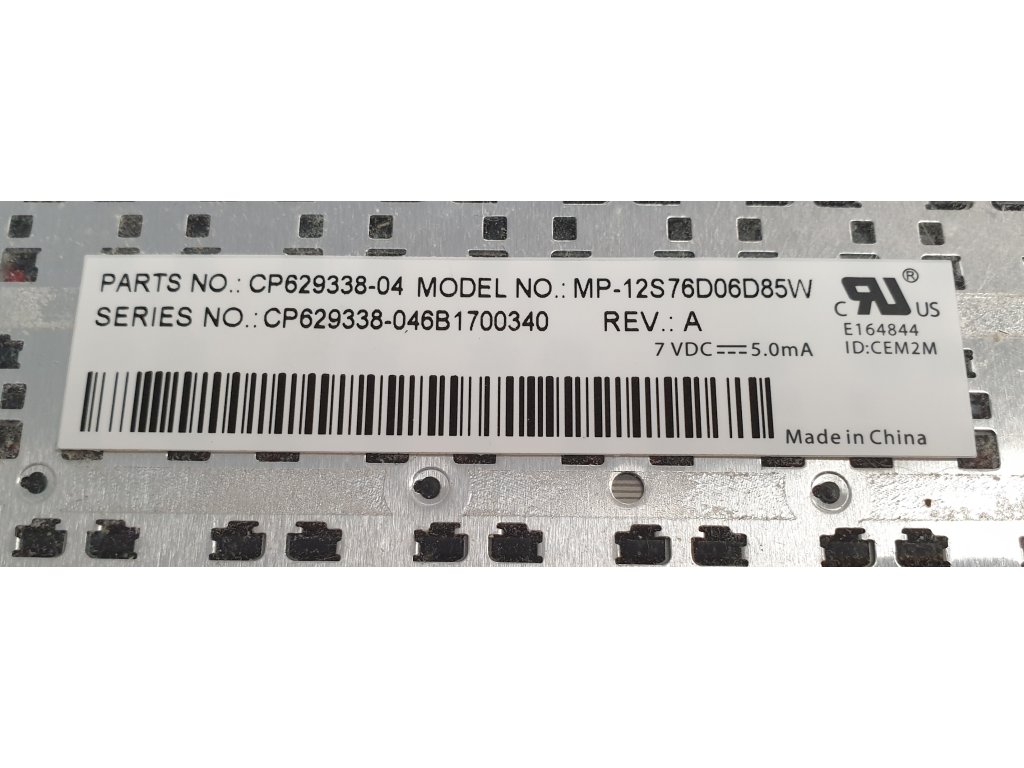 PARTS NO.: CP629338-04 MODEL NO.: MP-12S76D06D85W
SERIES NO.: CP629338-046B1700340 REV.: A
7 VDC ⎓ 5.0mA
C RU US ®
E164844
ID:CEM2M
Made in China